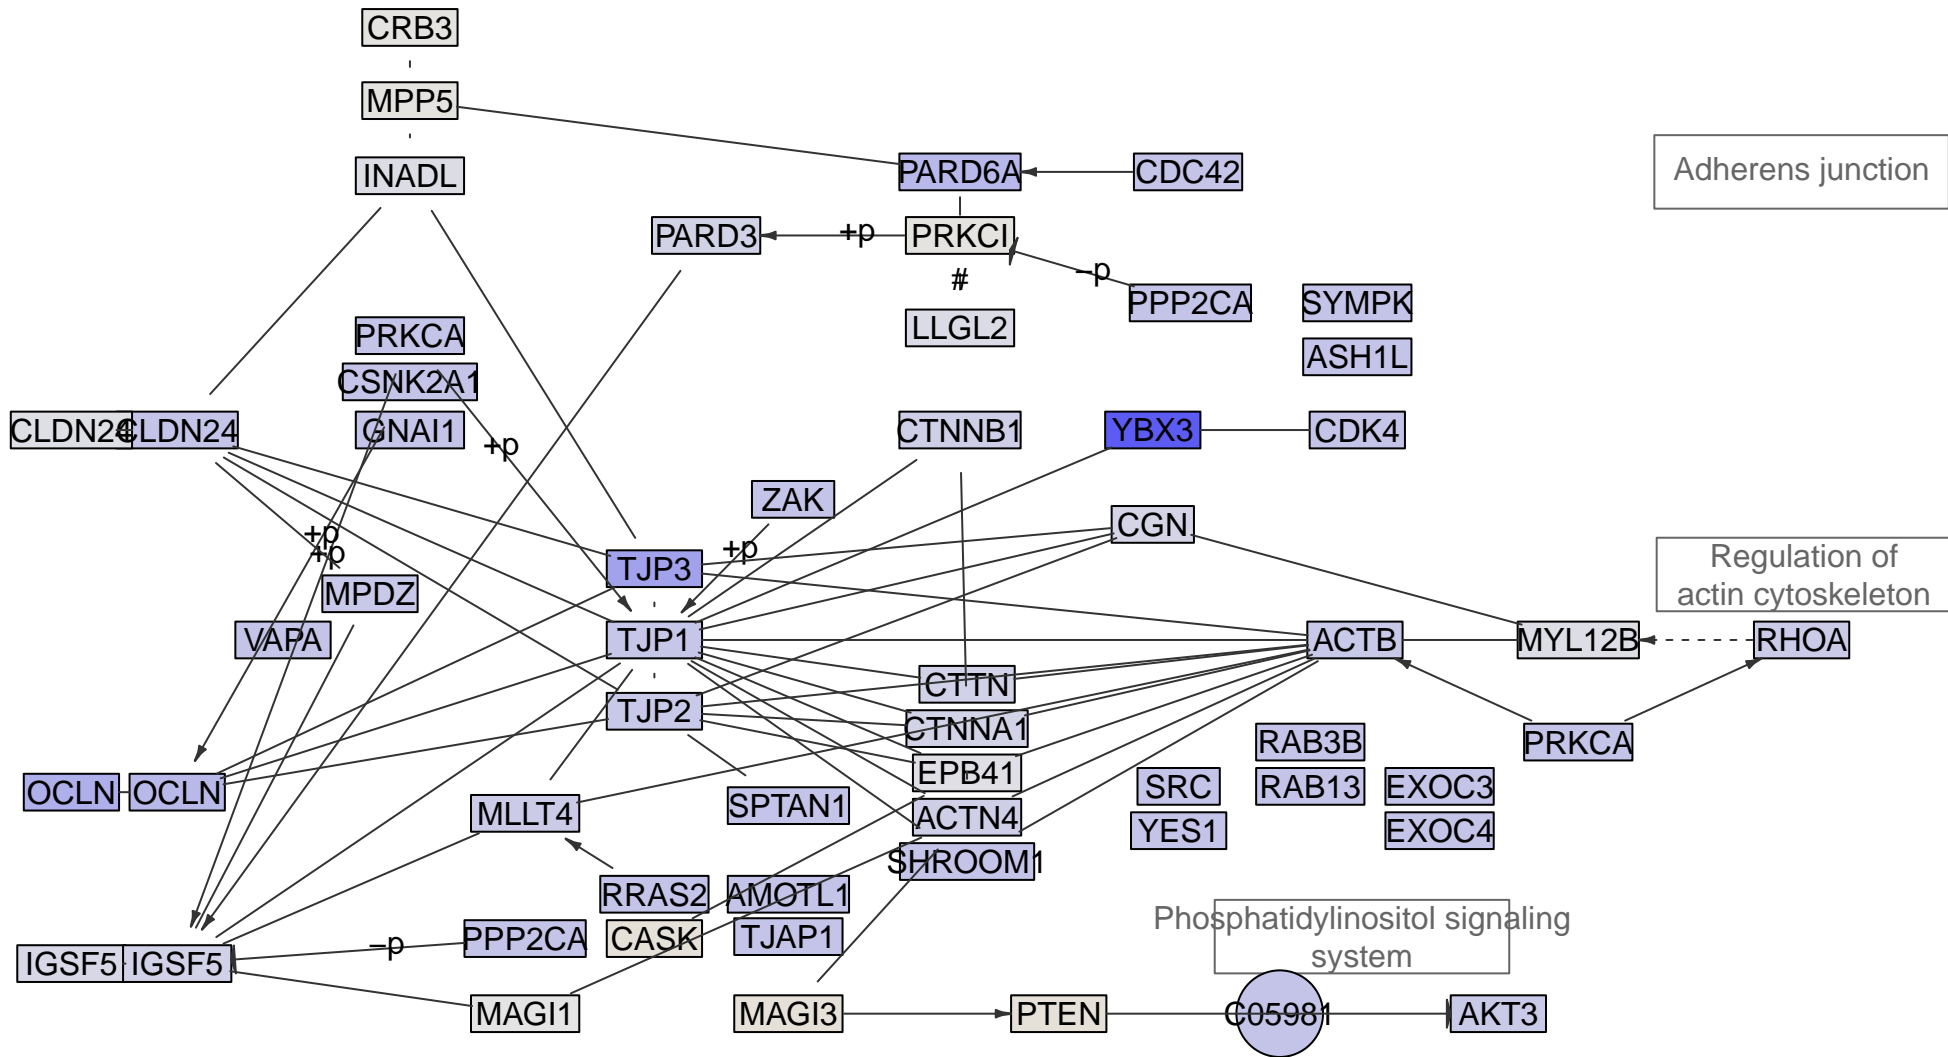 CRB3
MPP5
INADL
PARD6A
CDC42
Adherens junction
PARD3
+p
PRKCI
#
−p
PPP2CA
SYMPK
LLGL2
PRKCA
ASH1L
CSNK2A1
CLDN24
CLDN24
GNAI1
+p
CTNNB1
YBX3
CDK4
ZAK
CGN
+p
+p
+p
TJP3
Regulation of
actin cytoskeleton
MPDZ
VAPA
TJP1
ACTB
MYL12B
RHOA
CTTN
TJP2
CTNNA1
RAB3B
PRKCA
EPB41
OCLN
OCLN
MLLT4
SPTAN1
SRC
RAB13
EXOC3
ACTN4
YES1
EXOC4
SHROOM1
RRAS2
AMOTL1
Phosphatidylinositol signaling
system
−p
PPP2CA
CASK
TJAP1
IGSF5
IGSF5
MAGI1
MAGI3
PTEN
C05981
AKT3